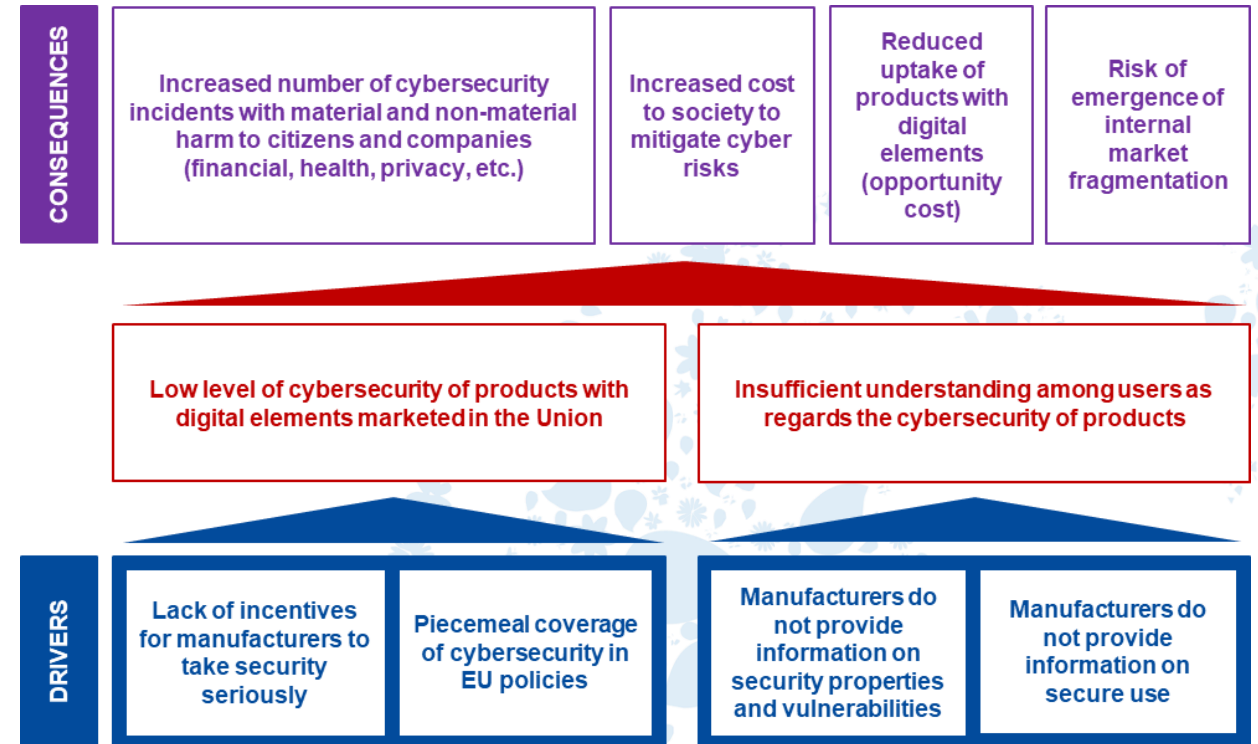 CONSEQUENCES
Increased number of cybersecurity
incidents with material and non-material
harm to citizens and companies
(financial, health, privacy, etc.)
Increased cost
to society to
mitigate cyber
risks
Reduced
uptake of
products with
digital
elements
(opportunity
cost)
Risk of
emergence of
internal
market
fragmentation
Low level of cybersecurity of products with
digital elements marketed in the Union
Insufficient understanding among users as
regards the cybersecurity of products
DRIVERS
Lack of incentives
for manufacturers to
take security
seriously
Piecemeal coverage
of cybersecurity in
EU policies
Manufacturers do
not provide
information on
security properties
and vulnerabilities
Manufacturers do
not provide
information on
secure use